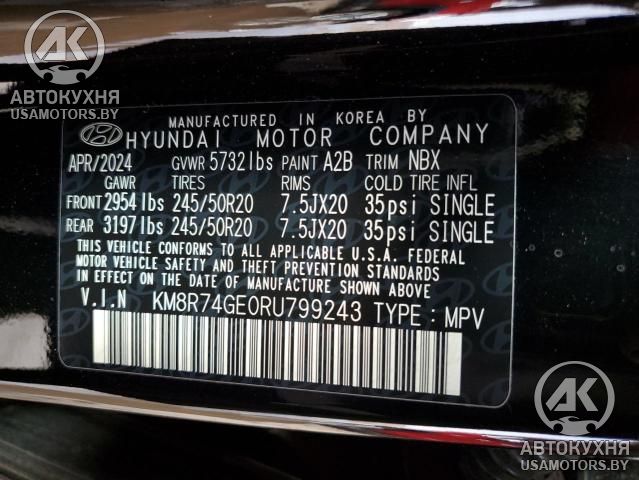 AK
АВТОКУХНЯ
USAMOTORS.BY
MANUFACTURED IN KOREA BY
HYUNDAI MOTOR COMPANY
APR/2024 GVWR 5732lbs PAINT A2B TRIM NBX
GAWR TIRES RIMS COLD TIRE INFL
FRONT 2954lbs 245/50R20 7.5JX20 35psi SINGLE
REAR 3197lbs 245/50R20 7.5JX20 35psi SINGLE
THIS VEHICLE CONFORMS TO ALL APPLICABLE U.S.A. FEDERAL
MOTOR VEHICLE SAFETY AND THEFT PREVENTION STANDARDS
IN EFFECT ON THE DATE OF MANUFACTURE SHOWN ABOVE.
V.I.N KM8R74GE0RU799243 TYPE : MPV
AK
АВТОКУХНЯ
USAMOTORS.BY